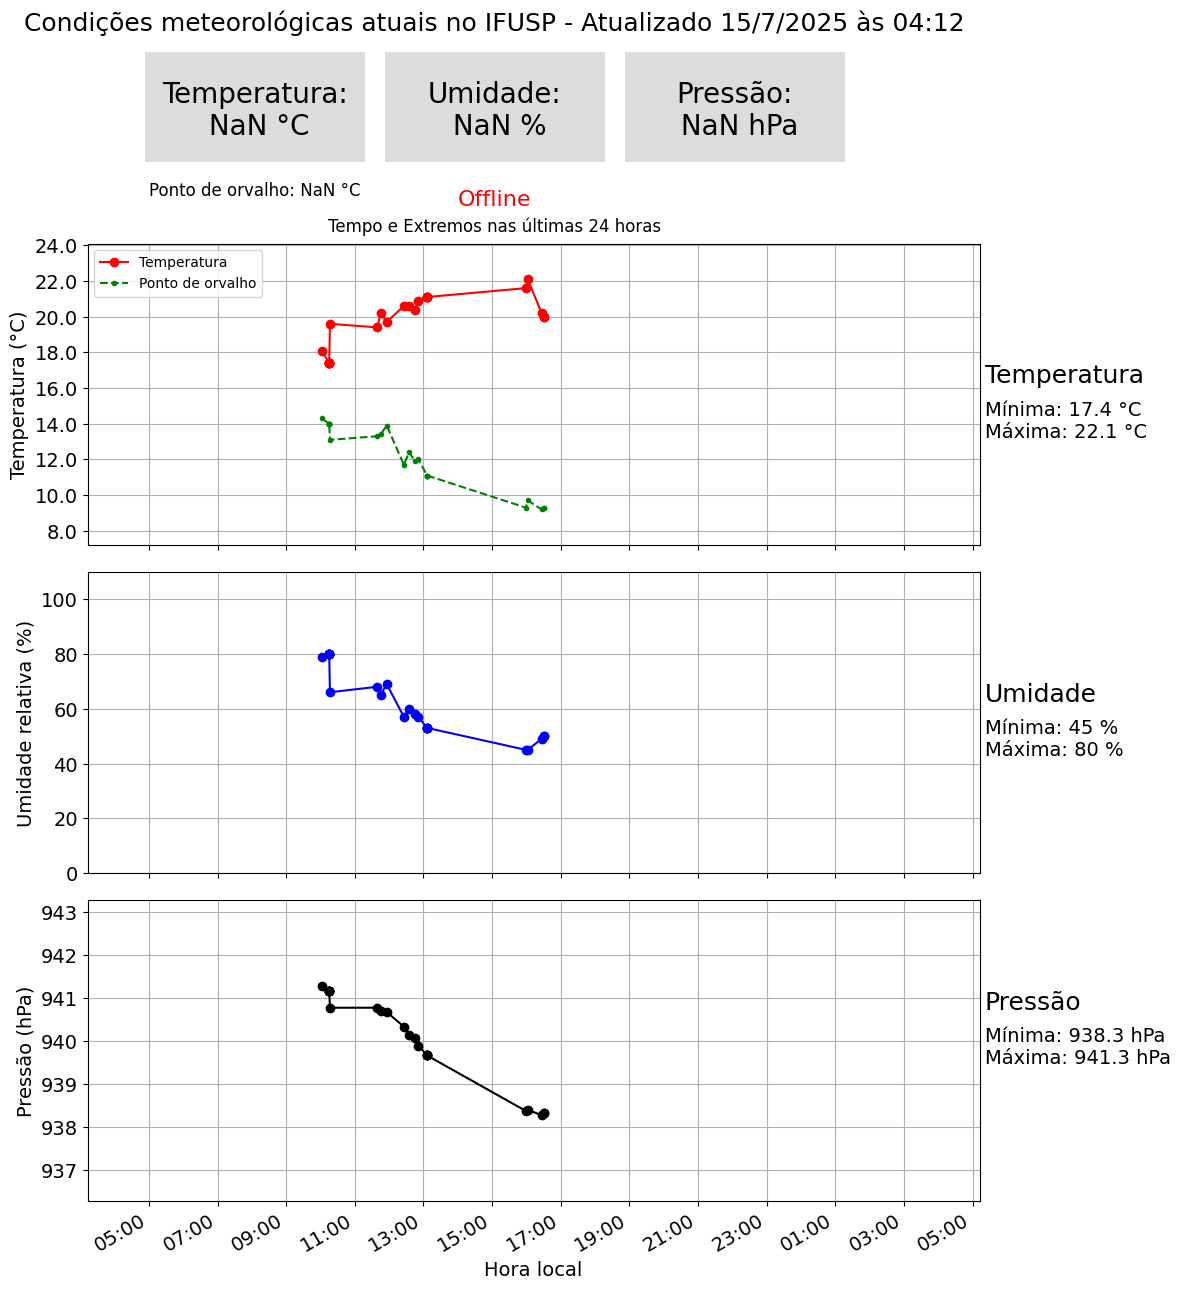 Condições meteorológicas atuais no IFUSP - Atualizado 15/7/2025 às 04:12
Temperatura:
NaN °C
Umidade:
NaN %
Pressão:
NaN hPa
Ponto de orvalho: NaN °C
Offline
Tempo e Extremos nas últimas 24 horas
Temperatura
Ponto de orvalho
24.0
22.0
20.0
18.0
16.0
14.0
12.0
10.0
8.0
Temperatura (°C)
Temperatura
Mínima: 17.4 °C
Máxima: 22.1 °C
100
80
60
40
20
0
Umidade relativa (%)
Umidade
Mínima: 45 %
Máxima: 80 %
943
942
941
940
939
938
937
Pressão (hPa)
Pressão
Mínima: 938.3 hPa
Máxima: 941.3 hPa
05:00 07:00 09:00 11:00 13:00 15:00 17:00 19:00 21:00 23:00 01:00 03:00 05:00
Hora local